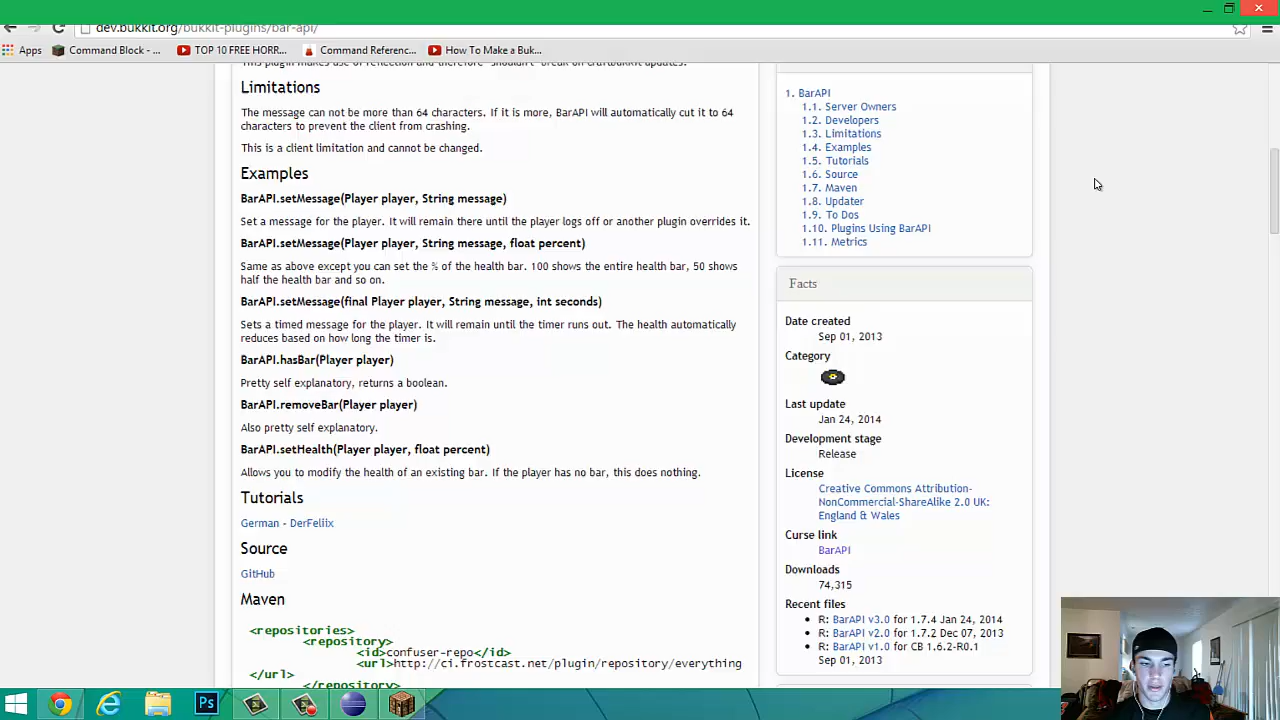 dev.bukkit.org/bukkit-plugins/bar-api/
Apps
Command Block - ...
TOP 10 FREE HORR...
Command Referenc...
How To Make a Buk...
This plugin makes use of reflection and therefore *shouldn't* break on craftbukkit updates.
Limitations
The message can not be more than 64 characters. If it is more, BarAPI will automatically cut it to 64
characters to prevent the client from crashing.
This is a client limitation and cannot be changed.
Examples
BarAPI.setMessage(Player player, String message)
Set a message for the player. It will remain there until the player logs off or another plugin overrides it.
BarAPI.setMessage(Player player, String message, float percent)
Same as above except you can set the % of the health bar. 100 shows the entire health bar, 50 shows
half the health bar and so on.
BarAPI.setMessage(final Player player, String message, int seconds)
Sets a timed message for the player. It will remain until the timer runs out. The health automatically
reduces based on how long the timer is.
BarAPI.hasBar(Player player)
Pretty self explanatory, returns a boolean.
BarAPI.removeBar(Player player)
Also pretty self explanatory.
BarAPI.setHealth(Player player, float percent)
Allows you to modify the health of an existing bar. If the player has no bar, this does nothing.
Tutorials
German - DerFeliix
Source
GitHub
Maven
<repositories>
<repository>
<id>confuser-repo</id>
<url>http://ci.frostcast.net/plugin/repository/everything
</url>
</repository>
1. BarAPI
1.1. Server Owners
1.2. Developers
1.3. Limitations
1.4. Examples
1.5. Tutorials
1.6. Source
1.7. Maven
1.8. Updater
1.9. To Dos
1.10. Plugins Using BarAPI
1.11. Metrics
Facts
Date created
Sep 01, 2013
Category
Last update
Jan 24, 2014
Development stage
Release
License
Creative Commons Attribution-
NonCommercial-ShareAlike 2.0 UK:
England & Wales
Curse link
BarAPI
Downloads
74,315
Recent files
R: BarAPI v3.0 for 1.7.4 Jan 24, 2014
R: BarAPI v2.0 for 1.7.2 Dec 07, 2013
R: BarAPI v1.0 for CB 1.6.2-R0.1
Sep 01, 2013
Ps